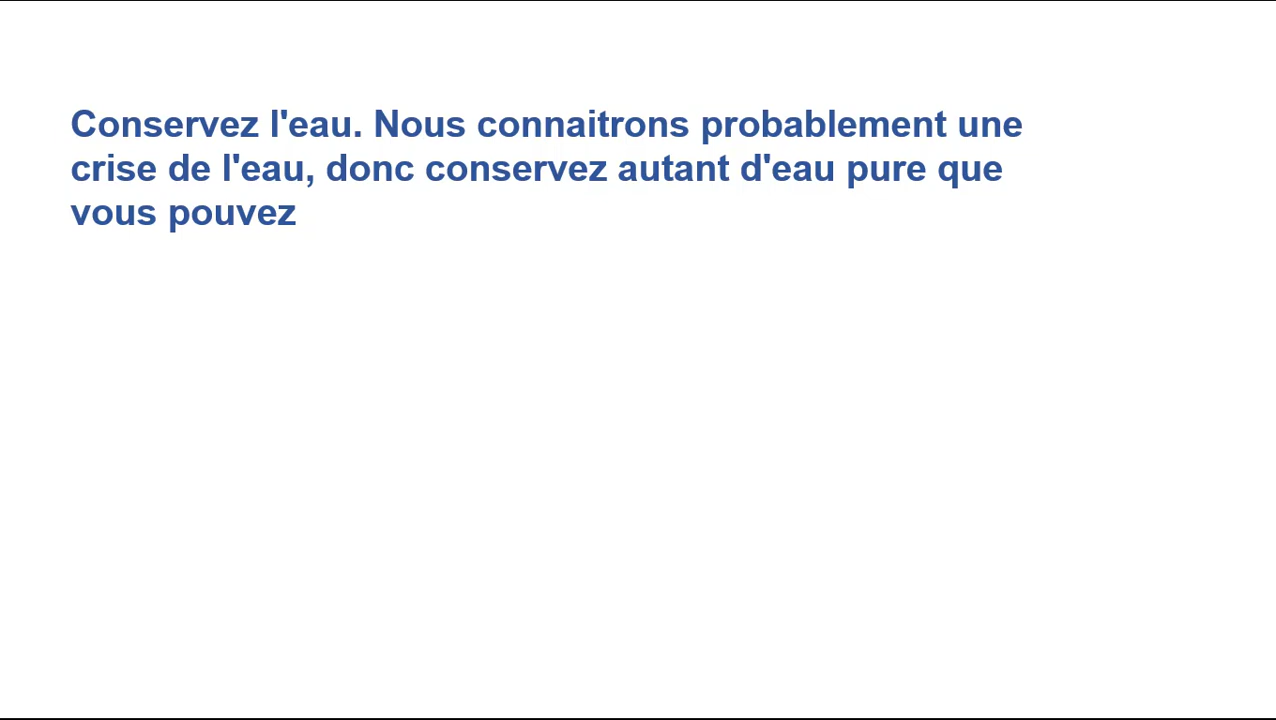 Conservez l'eau. Nous connaitrons probablement une
crise de l'eau, donc conservez autant d'eau pure que
vous pouvez